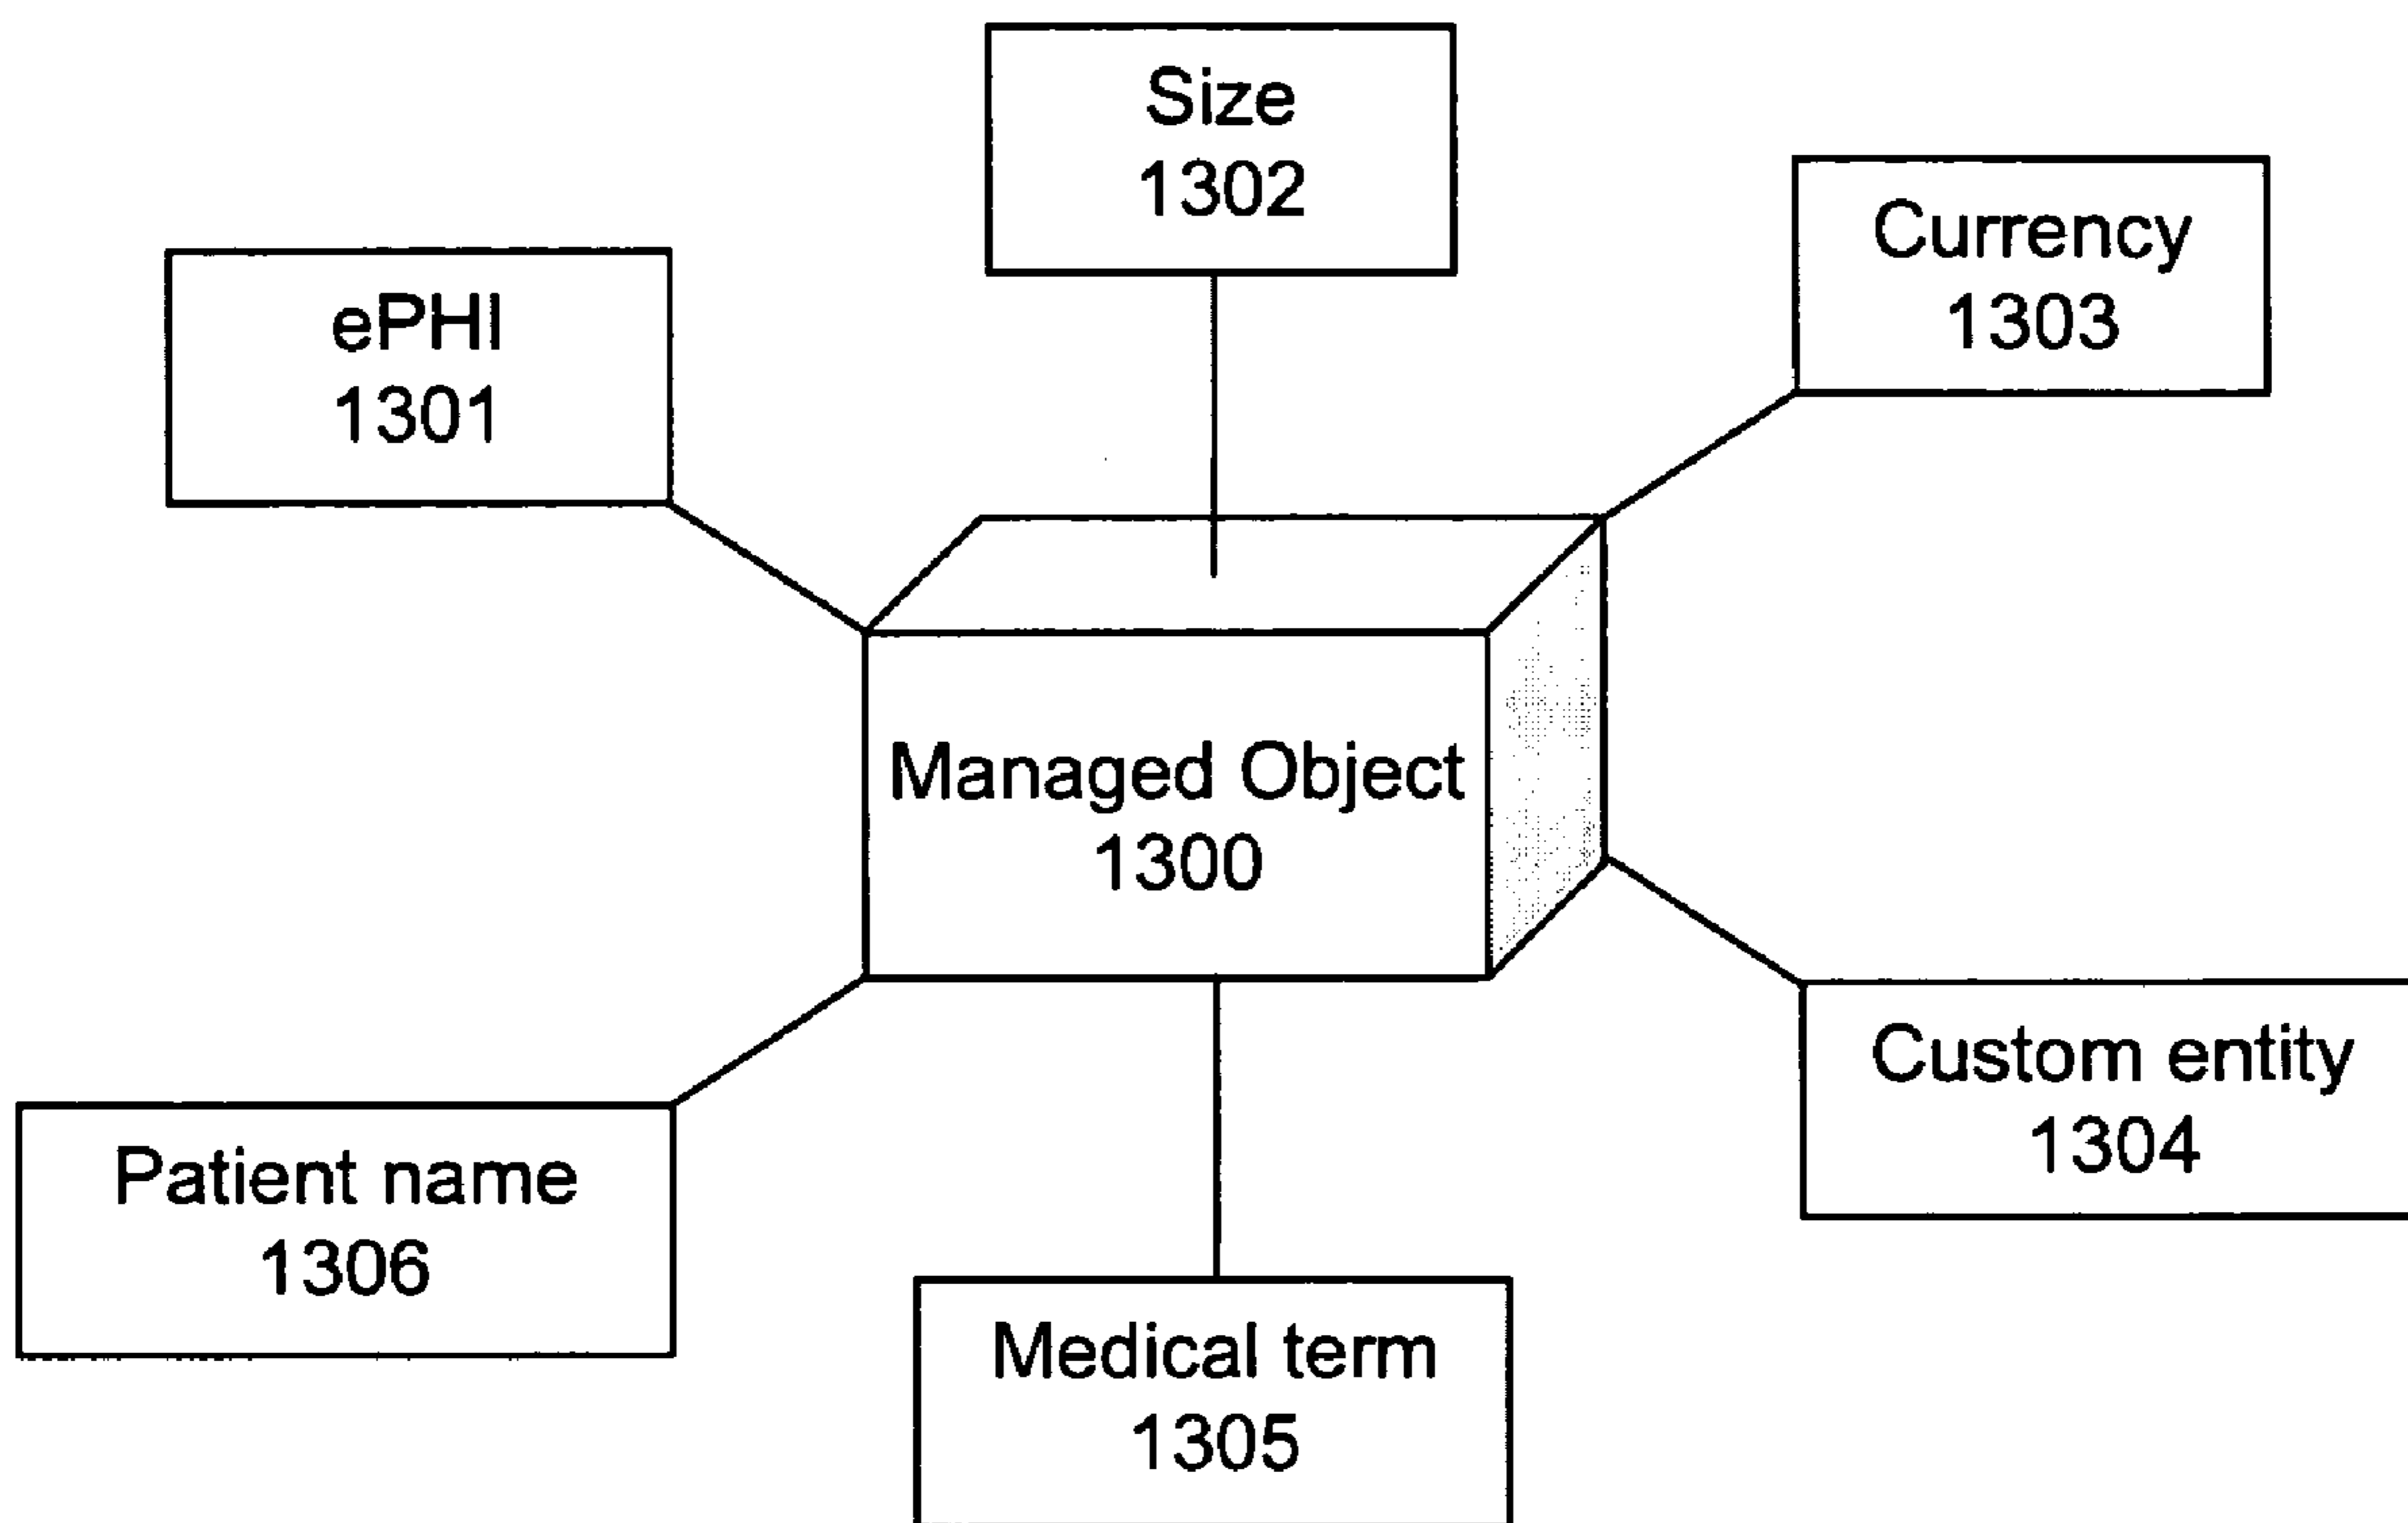 Size
1302
Currency
1303
ePHI
1301
Managed Object
1300
Custom entity
1304
Patient name
1306
Medical term
1305